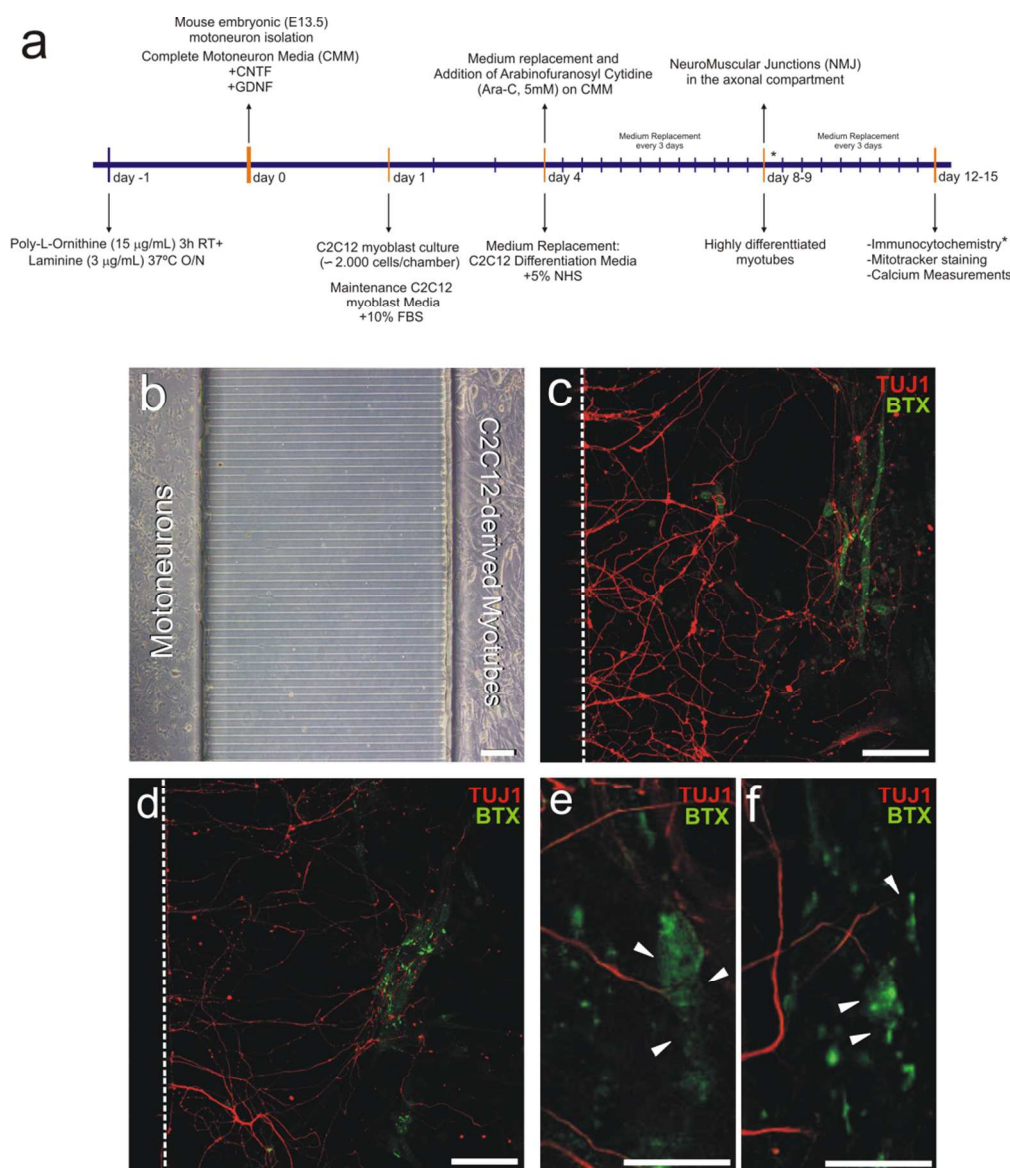 a
Mouse embryonic (E13.5)
motoneuron isolation
Complete Motoneuron Media (CMM)
+CNTF
+GDNF
Medium replacement and
Addition of Arabinofuranosyl Cytidine
(Ara-C, 5mM) on CMM
NeuroMuscular Junctions (NMJ)
in the axonal compartment
Medium Replacement
every 3 days
*
Medium Replacement
every 3 days
day -1
day 0
day 1
day 4
day 8-9
day 12-15
Poly-L-Ornithine (15 µg/mL) 3h RT+
Laminine (3 µg/mL) 37ºC O/N
C2C12 myoblast culture
(~ 2.000 cells/chamber)
Maintenance C2C12
myoblast Media
+10% FBS
Medium Replacement:
C2C12 Differentiation Media
+5% NHS
Highly differenttiated
myotubes
-Immunocytochemistry*
-Mitotracker staining
-Calcium Measurements
b
Motoneurons
C2C12-derived Myotubes
c
TUJ1
BTX
d
TUJ1
BTX
e
TUJ1
BTX
f
TUJ1
BTX